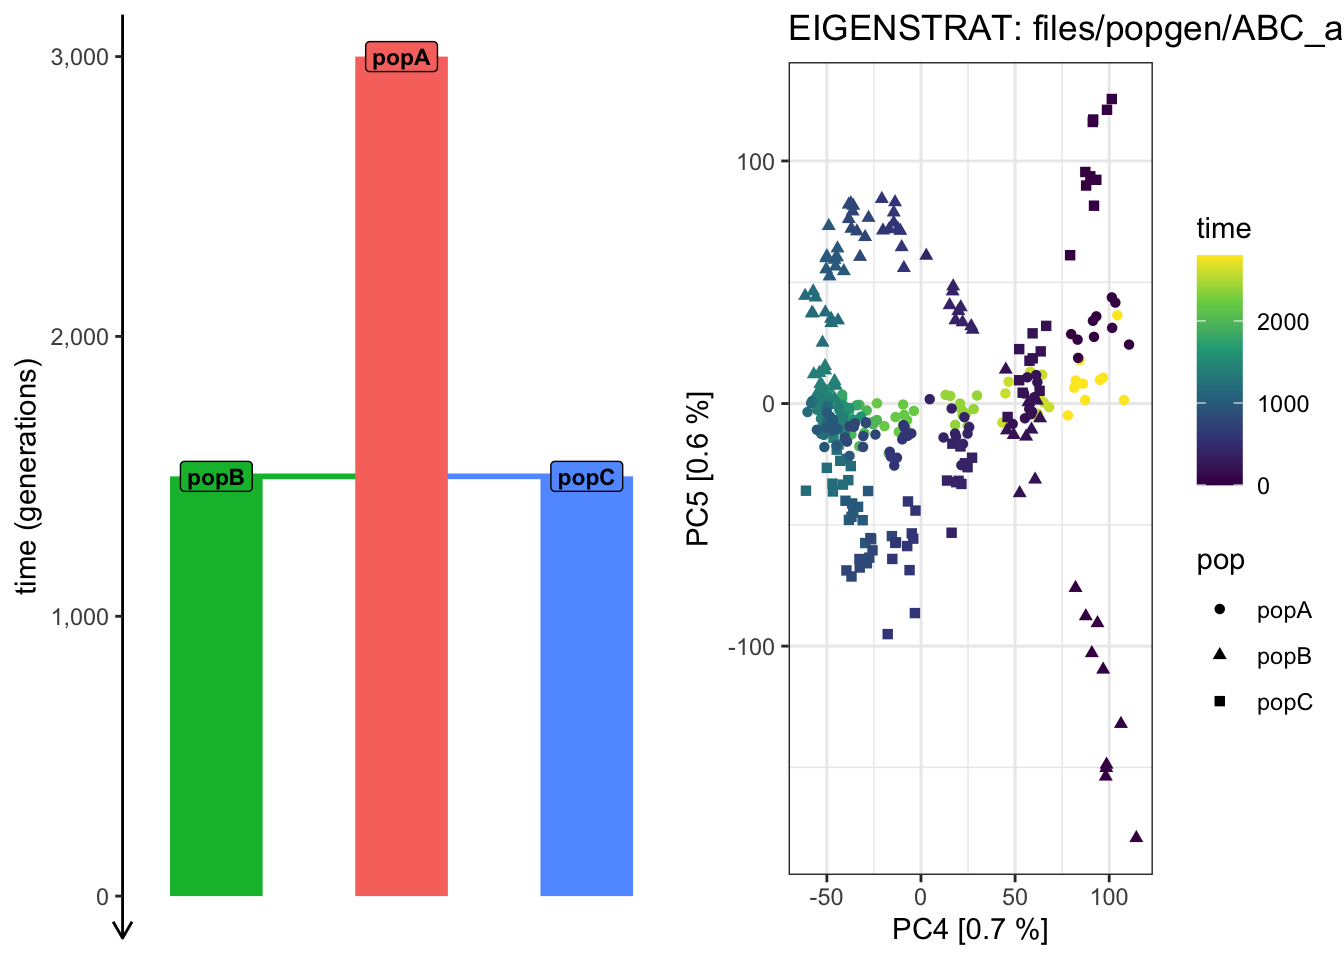 3,000
2,000
1,000
0
time (generations)
popA
popB
popC
EIGENSTRAT: files/popgen/ABC_a
100
0
-100
PC5 [0.6 %]
-50
0
50
100
PC4 [0.7 %]
time
2000
1000
0
pop
popA
popB
popC